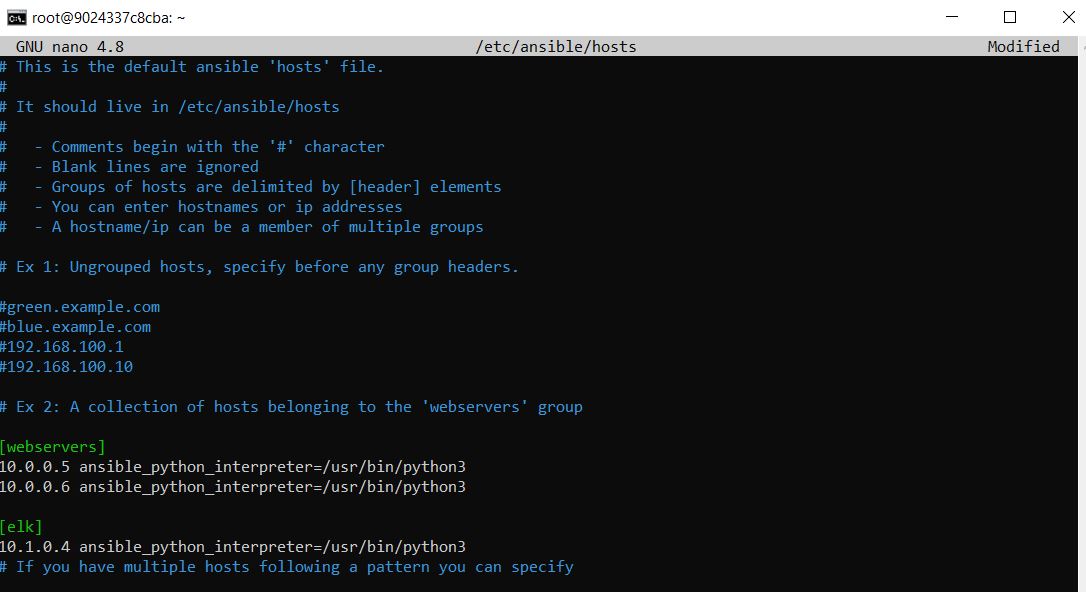 root@9024337c8cba: ~
GNU nano 4.8 /etc/ansible/hosts Modified
# This is the default ansible 'hosts' file.
#
# It should live in /etc/ansible/hosts
#
#   - Comments begin with the '#' character
#   - Blank lines are ignored
#   - Groups of hosts are delimited by [header] elements
#   - You can enter hostnames or ip addresses
#   - A hostname/ip can be a member of multiple groups
# Ex 1: Ungrouped hosts, specify before any group headers.
#green.example.com
#blue.example.com
#192.168.100.1
#192.168.100.10
# Ex 2: A collection of hosts belonging to the 'webservers' group
[webservers]
10.0.0.5 ansible_python_interpreter=/usr/bin/python3
10.0.0.6 ansible_python_interpreter=/usr/bin/python3
[elk]
10.1.0.4 ansible_python_interpreter=/usr/bin/python3
# If you have multiple hosts following a pattern you can specify